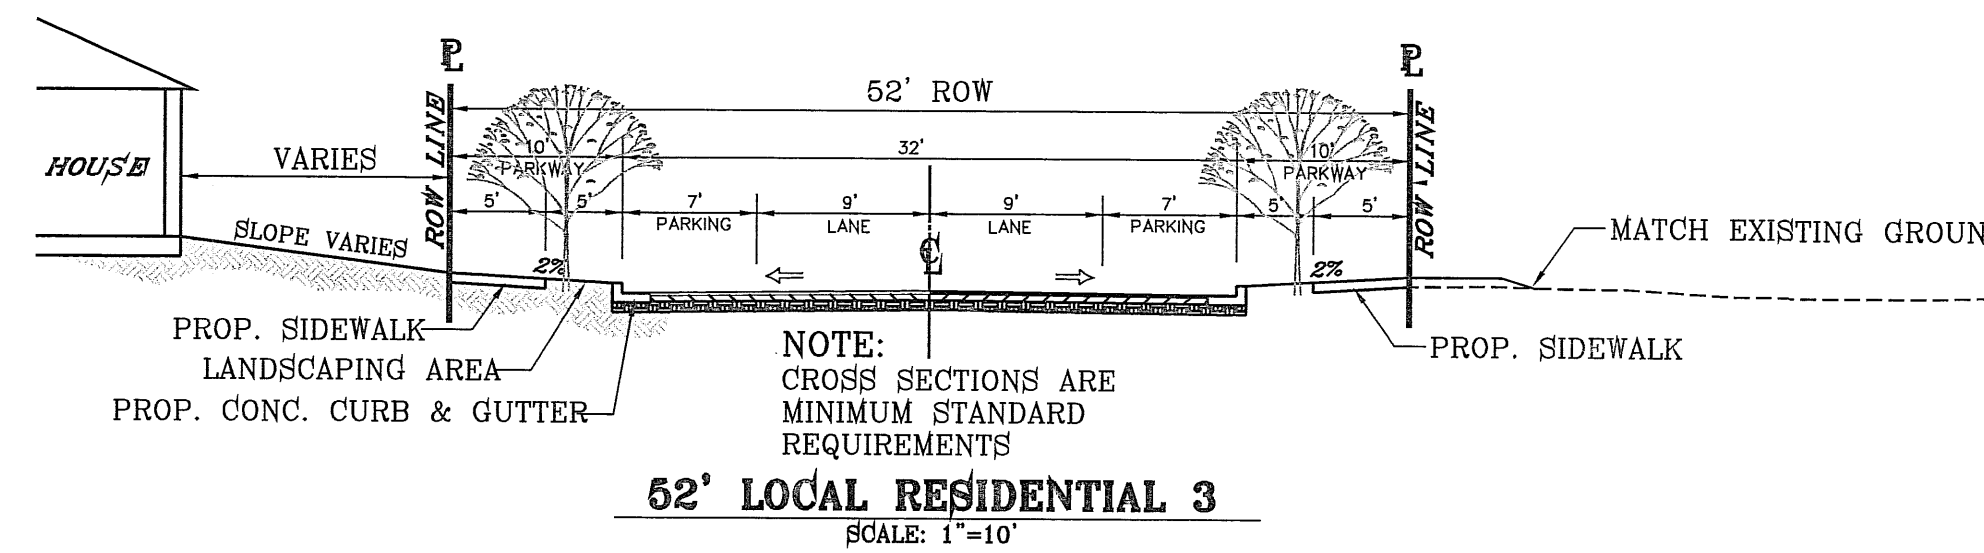 PL
PL
52' ROW
ROW LINE
ROW LINE
10'
PARKWAY
32'
10'
PARKWAY
HOUSE
VARIES
5'
5'
7'
PARKING
9'
LANE
9'
LANE
7'
PARKING
5'
5'
CL
SLOPE VARIES
2%
2%
MATCH EXISTING GROUN
PROP. SIDEWALK
LANDSCAPING AREA
PROP. CONC. CURB & GUTTER
PROP. SIDEWALK
NOTE:
CROSS SECTIONS ARE
MINIMUM STANDARD
REQUIREMENTS
52' LOCAL RESIDENTIAL 3
SCALE: 1"=10'